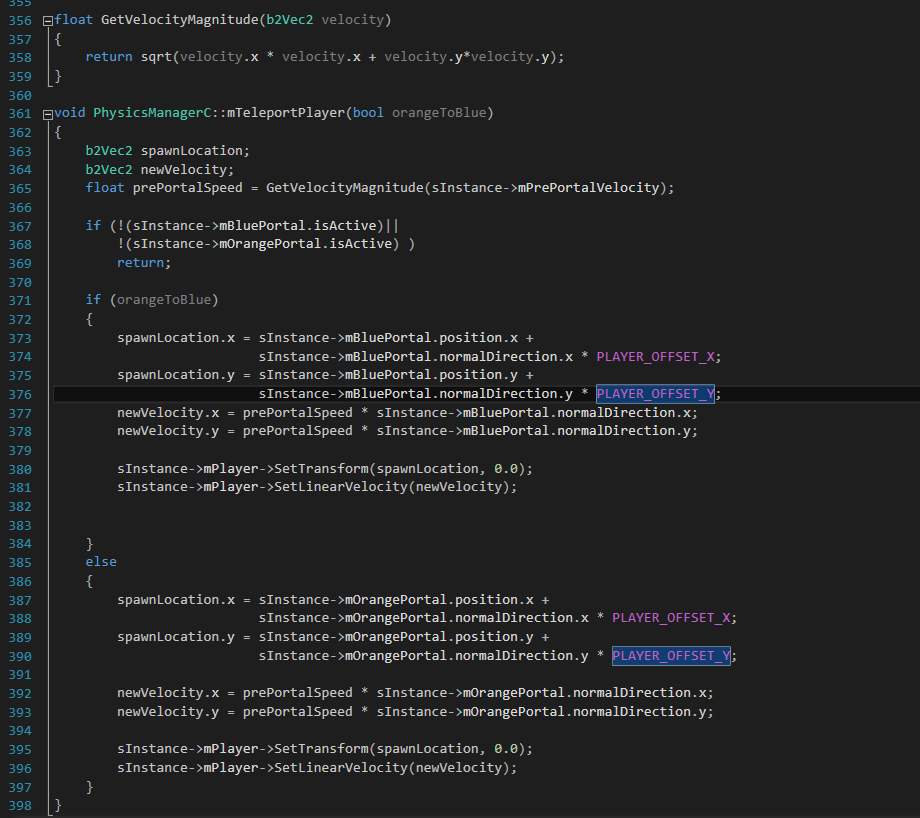 355
356 float GetVelocityMagnitude(b2Vec2 velocity)
357 {
358 return sqrt(velocity.x * velocity.x + velocity.y*velocity.y);
359 }
360
361 void PhysicsManagerC::mTeleportPlayer(bool orangeToBlue)
362 {
363 b2Vec2 spawnLocation;
364 b2Vec2 newVelocity;
365 float prePortalSpeed = GetVelocityMagnitude(sInstance->mPrePortalVelocity);
366
367 if (!(sInstance->mBluePortal.isActive)||
368 !(sInstance->mOrangePortal.isActive) )
369 return;
370
371 if (orangeToBlue)
372 {
373 spawnLocation.x = sInstance->mBluePortal.position.x +
374 sInstance->mBluePortal.normalDirection.x * PLAYER_OFFSET_X;
375 spawnLocation.y = sInstance->mBluePortal.position.y +
376 sInstance->mBluePortal.normalDirection.y * PLAYER_OFFSET_Y;
377 newVelocity.x = prePortalSpeed * sInstance->mBluePortal.normalDirection.x;
378 newVelocity.y = prePortalSpeed * sInstance->mBluePortal.normalDirection.y;
379
380 sInstance->mPlayer->SetTransform(spawnLocation, 0.0);
381 sInstance->mPlayer->SetLinearVelocity(newVelocity);
382
383
384 }
385 else
386 {
387 spawnLocation.x = sInstance->mOrangePortal.position.x +
388 sInstance->mOrangePortal.normalDirection.x * PLAYER_OFFSET_X;
389 spawnLocation.y = sInstance->mOrangePortal.position.y +
390 sInstance->mOrangePortal.normalDirection.y * PLAYER_OFFSET_Y;
391
392 newVelocity.x = prePortalSpeed * sInstance->mOrangePortal.normalDirection.x;
393 newVelocity.y = prePortalSpeed * sInstance->mOrangePortal.normalDirection.y;
394
395 sInstance->mPlayer->SetTransform(spawnLocation, 0.0);
396 sInstance->mPlayer->SetLinearVelocity(newVelocity);
397 }
398 }